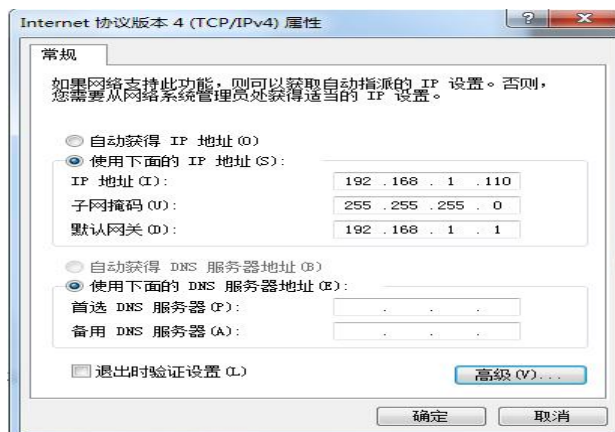 Internet 协议版本 4 (TCP/IPv4) 属性
常规
如果网络支持此功能，则可以获取自动指派的 IP 设置。否则，
您需要从网络系统管理员处获得适当的 IP 设置。
自动获得 IP 地址(O)
使用下面的 IP 地址(S):
IP 地址(I): 192 .168 . 1 .110
子网掩码(U): 255 .255 .255 . 0
默认网关(D): 192 .168 . 1 . 1
自动获得 DNS 服务器地址(B)
使用下面的 DNS 服务器地址(E):
首选 DNS 服务器(P): . . .
备用 DNS 服务器(A): . . .
退出时验证设置(L)
高级(V)...
确定 取消